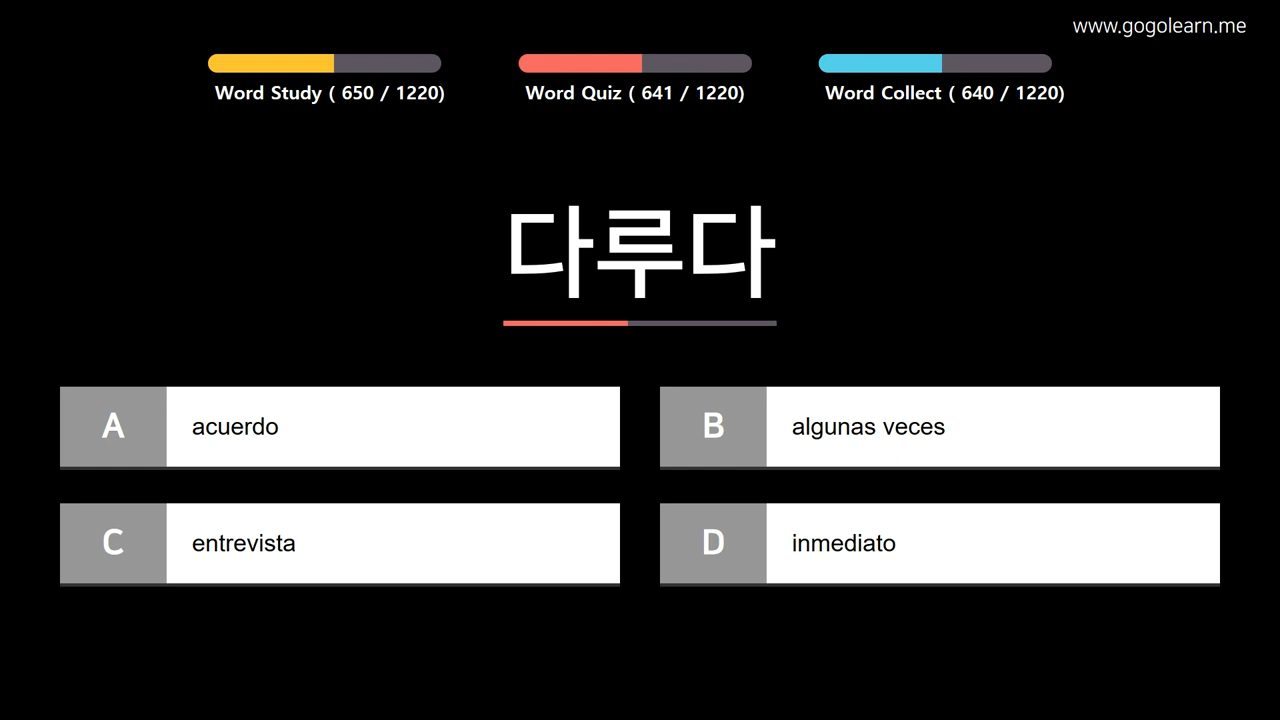 www.gogolearn.me
Word Study ( 650 / 1220)
Word Quiz ( 641 / 1220)
Word Collect ( 640 / 1220)
다루다
A acuerdo
B algunas veces
C entrevista
D inmediato